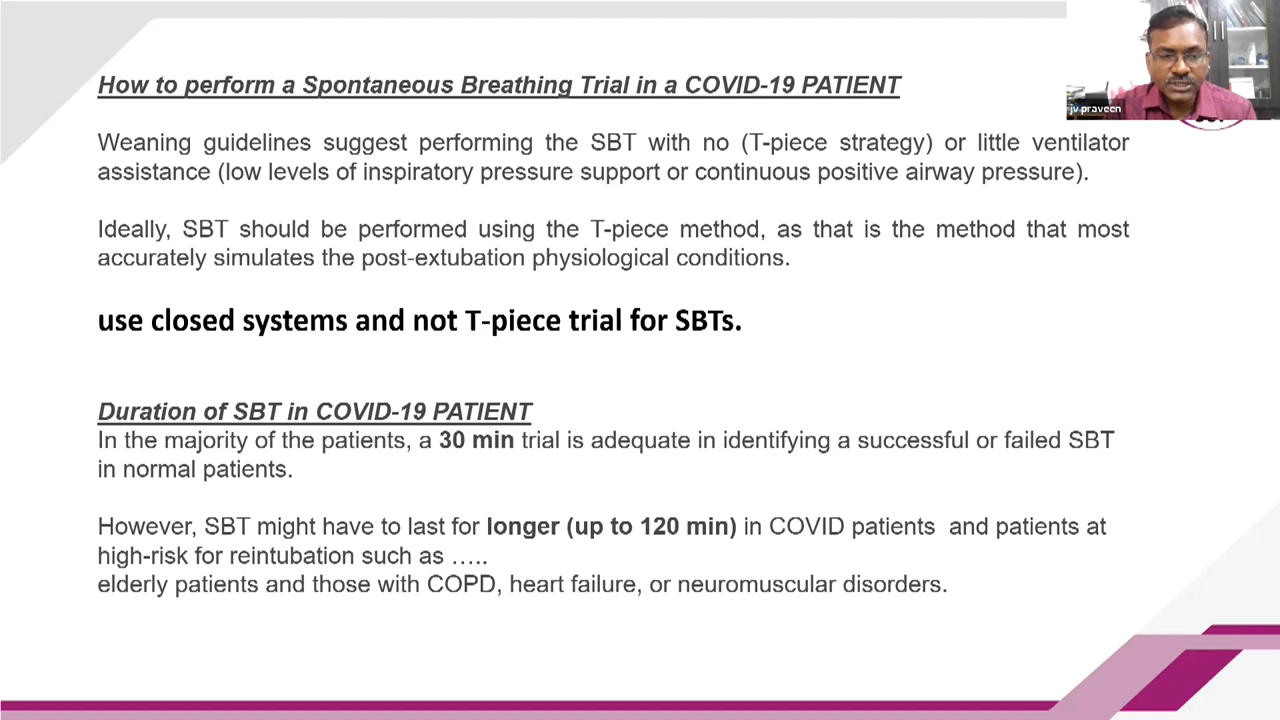 How to perform a Spontaneous Breathing Trial in a COVID-19 PATIENT
Weaning guidelines suggest performing the SBT with no (T-piece strategy) or little ventilator
assistance (low levels of inspiratory pressure support or continuous positive airway pressure).
Ideally, SBT should be performed using the T-piece method, as that is the method that most
accurately simulates the post-extubation physiological conditions.
use closed systems and not T-piece trial for SBTs.
Duration of SBT in COVID-19 PATIENT
In the majority of the patients, a 30 min trial is adequate in identifying a successful or failed SBT
in normal patients.
However, SBT might have to last for longer (up to 120 min) in COVID patients and patients at
high-risk for reintubation such as …..
elderly patients and those with COPD, heart failure, or neuromuscular disorders.
jv praveen